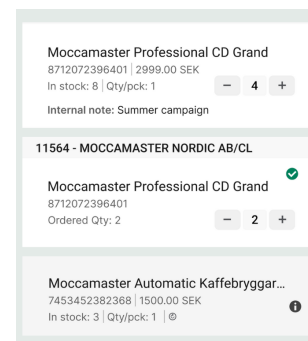 Moccamaster Professional CD Grand
8712072396401 | 2999.00 SEK
In stock: 8 | Qty/pck: 1
− 4 +
Internal note: Summer campaign
11564 - MOCCAMASTER NORDIC AB/CL
Moccamaster Professional CD Grand
8712072396401
Ordered Qty: 2
− 2 +
Moccamaster Automatic Kaffebryggar...
7453452382368 | 1500.00 SEK
In stock: 3 | Qty/pck: 1 | ©